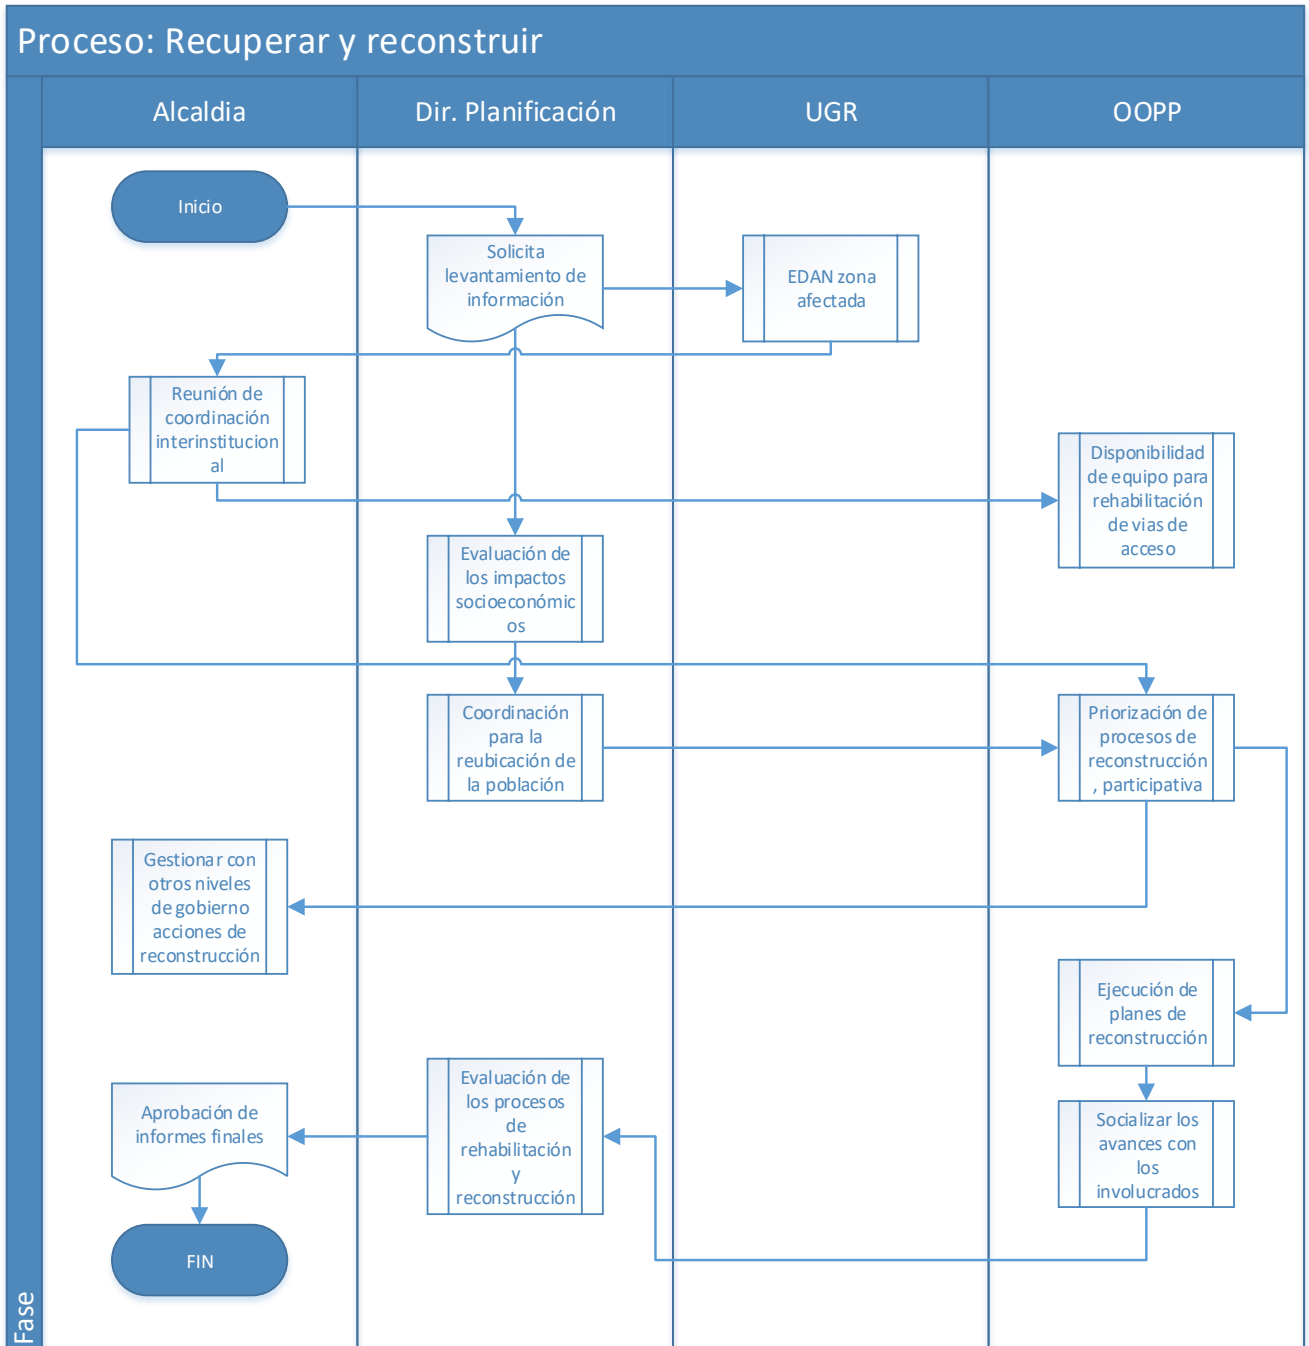 Proceso: Recuperar y reconstruir
Alcaldia
Dir. Planificación
UGR
OOPP
Inicio
Solicita
levantamiento de
información
EDAN zona
afectada
Reunión de
coordinación
interinstitucion
al
Disponibilidad
de equipo para
rehabilitación
de vias de
acceso
Evaluación de
los impactos
socioeconómic
os
Coordinación
para la
reubicación de
la población
Priorización de
procesos de
reconstrucción
, participativa
Gestionar con
otros niveles
de gobierno
acciones de
reconstrucción
Ejecución de
planes de
reconstrucción
Aprobación de
informes finales
Evaluación de
los procesos
de
rehabilitación
y
reconstrucción
Socializar los
avances con
los
involucrados
FIN
Fase